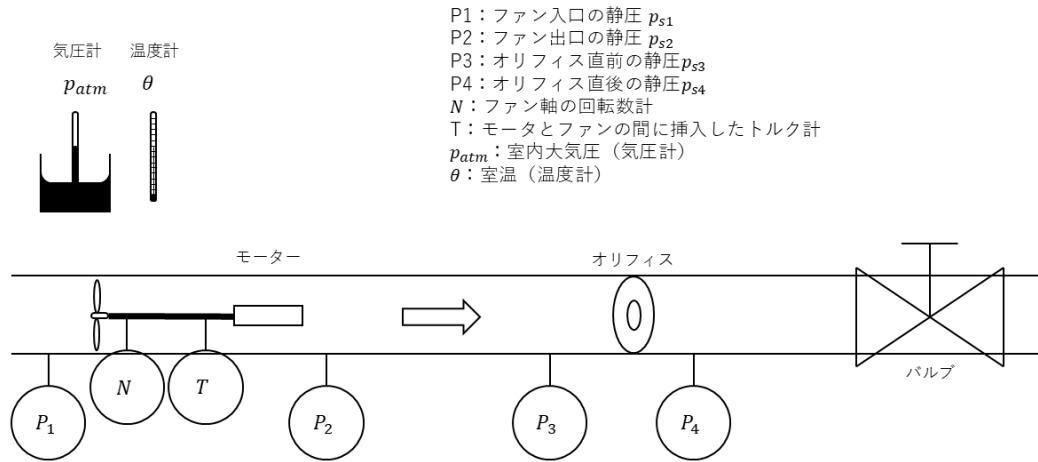 P1：ファン入口の静圧 p_{s1}
P2：ファン出口の静圧 p_{s2}
P3：オリフィス直前の静圧p_{s3}
P4：オリフィス直後の静圧p_{s4}
N：ファン軸の回転数計
T：モータとファンの間に挿入したトルク計
p_{atm}：室内大気圧（気圧計）
θ：室温（温度計）
気圧計 温度計
p_{atm} θ
モーター オリフィス
バルブ
N T
P_1 P_2 P_3 P_4